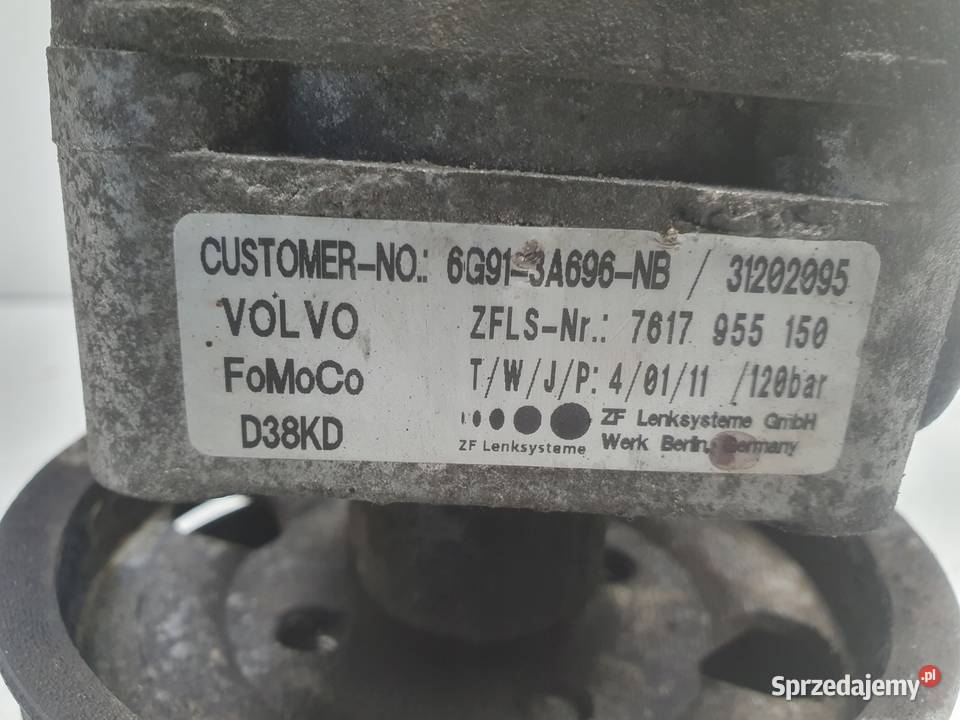 CUSTOMER-NO.: 6G91-3A696-NB / 31202095
VOLVO ZFLS-Nr.: 7617 955 150
FoMoCo T/W/J/P: 4/01/11 /120bar
D38KD ZF Lenksysteme ZF Lenksysteme GmbH
Werk Berlin, Germany
Sprzedajemy.pl